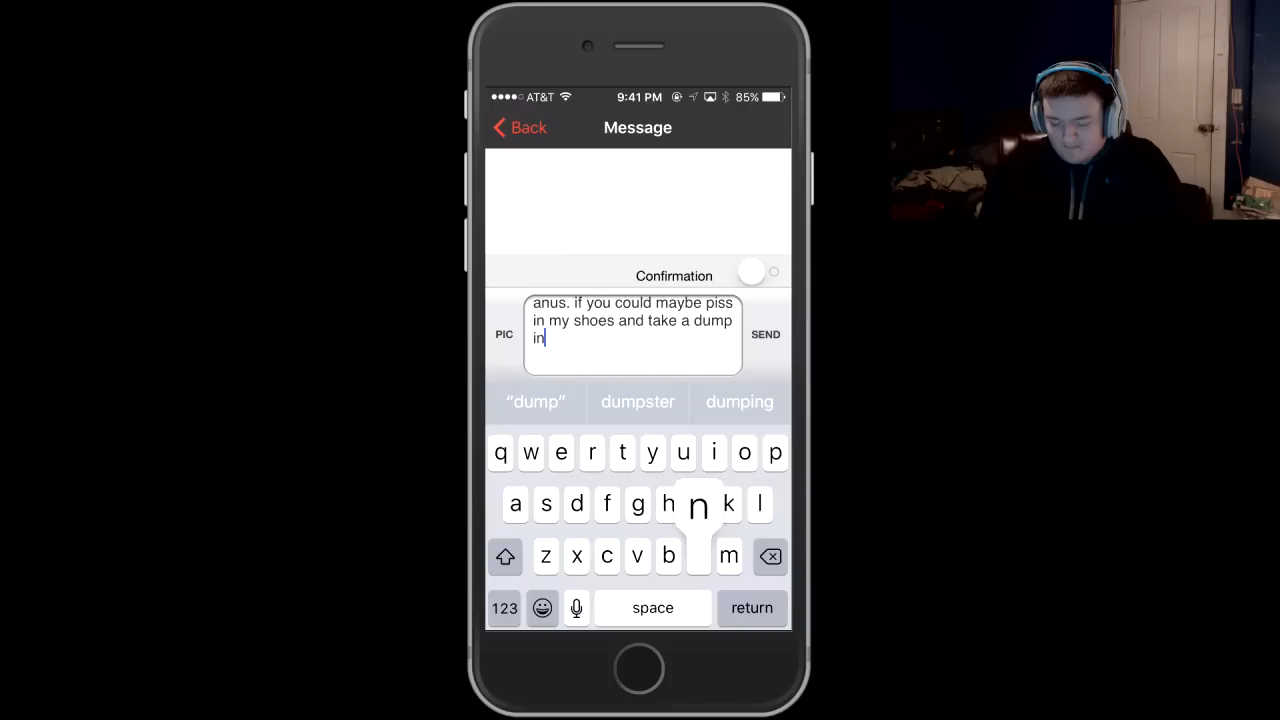 AT&T 9:41 PM 85%
Back Message
Confirmation
anus. if you could maybe piss
in my shoes and take a dump
in
PIC SEND
“dump” dumpster dumping
q w e r t y u i o p
a s d f g h n k l
z x c v b m
123 space return